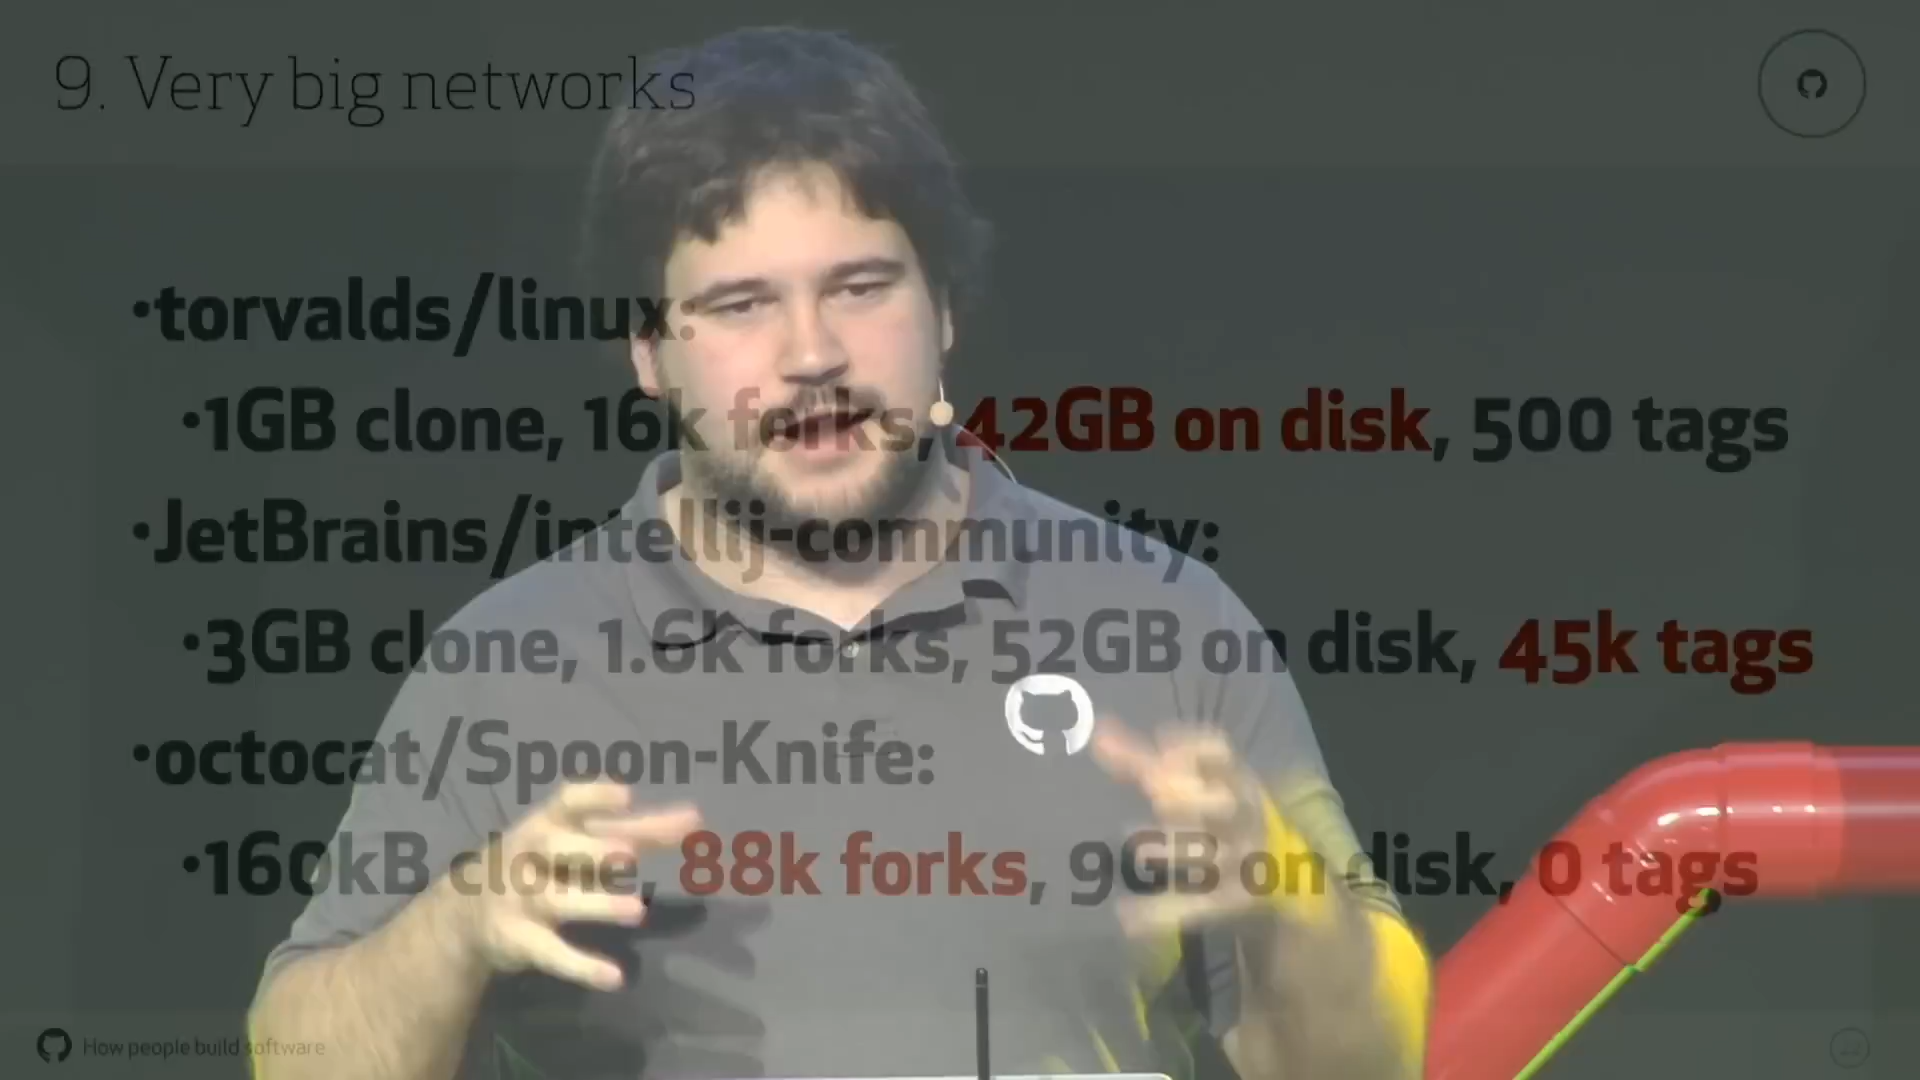 9. Very big networks
•torvalds/linux:
•1GB clone, 16k forks, 42GB on disk, 500 tags
•JetBrains/intellij-community:
•3GB clone, 1.6k forks, 52GB on disk, 45k tags
•octocat/Spoon-Knife:
•160kB clone, 88k forks, 9GB on disk, 0 tags
How people build software